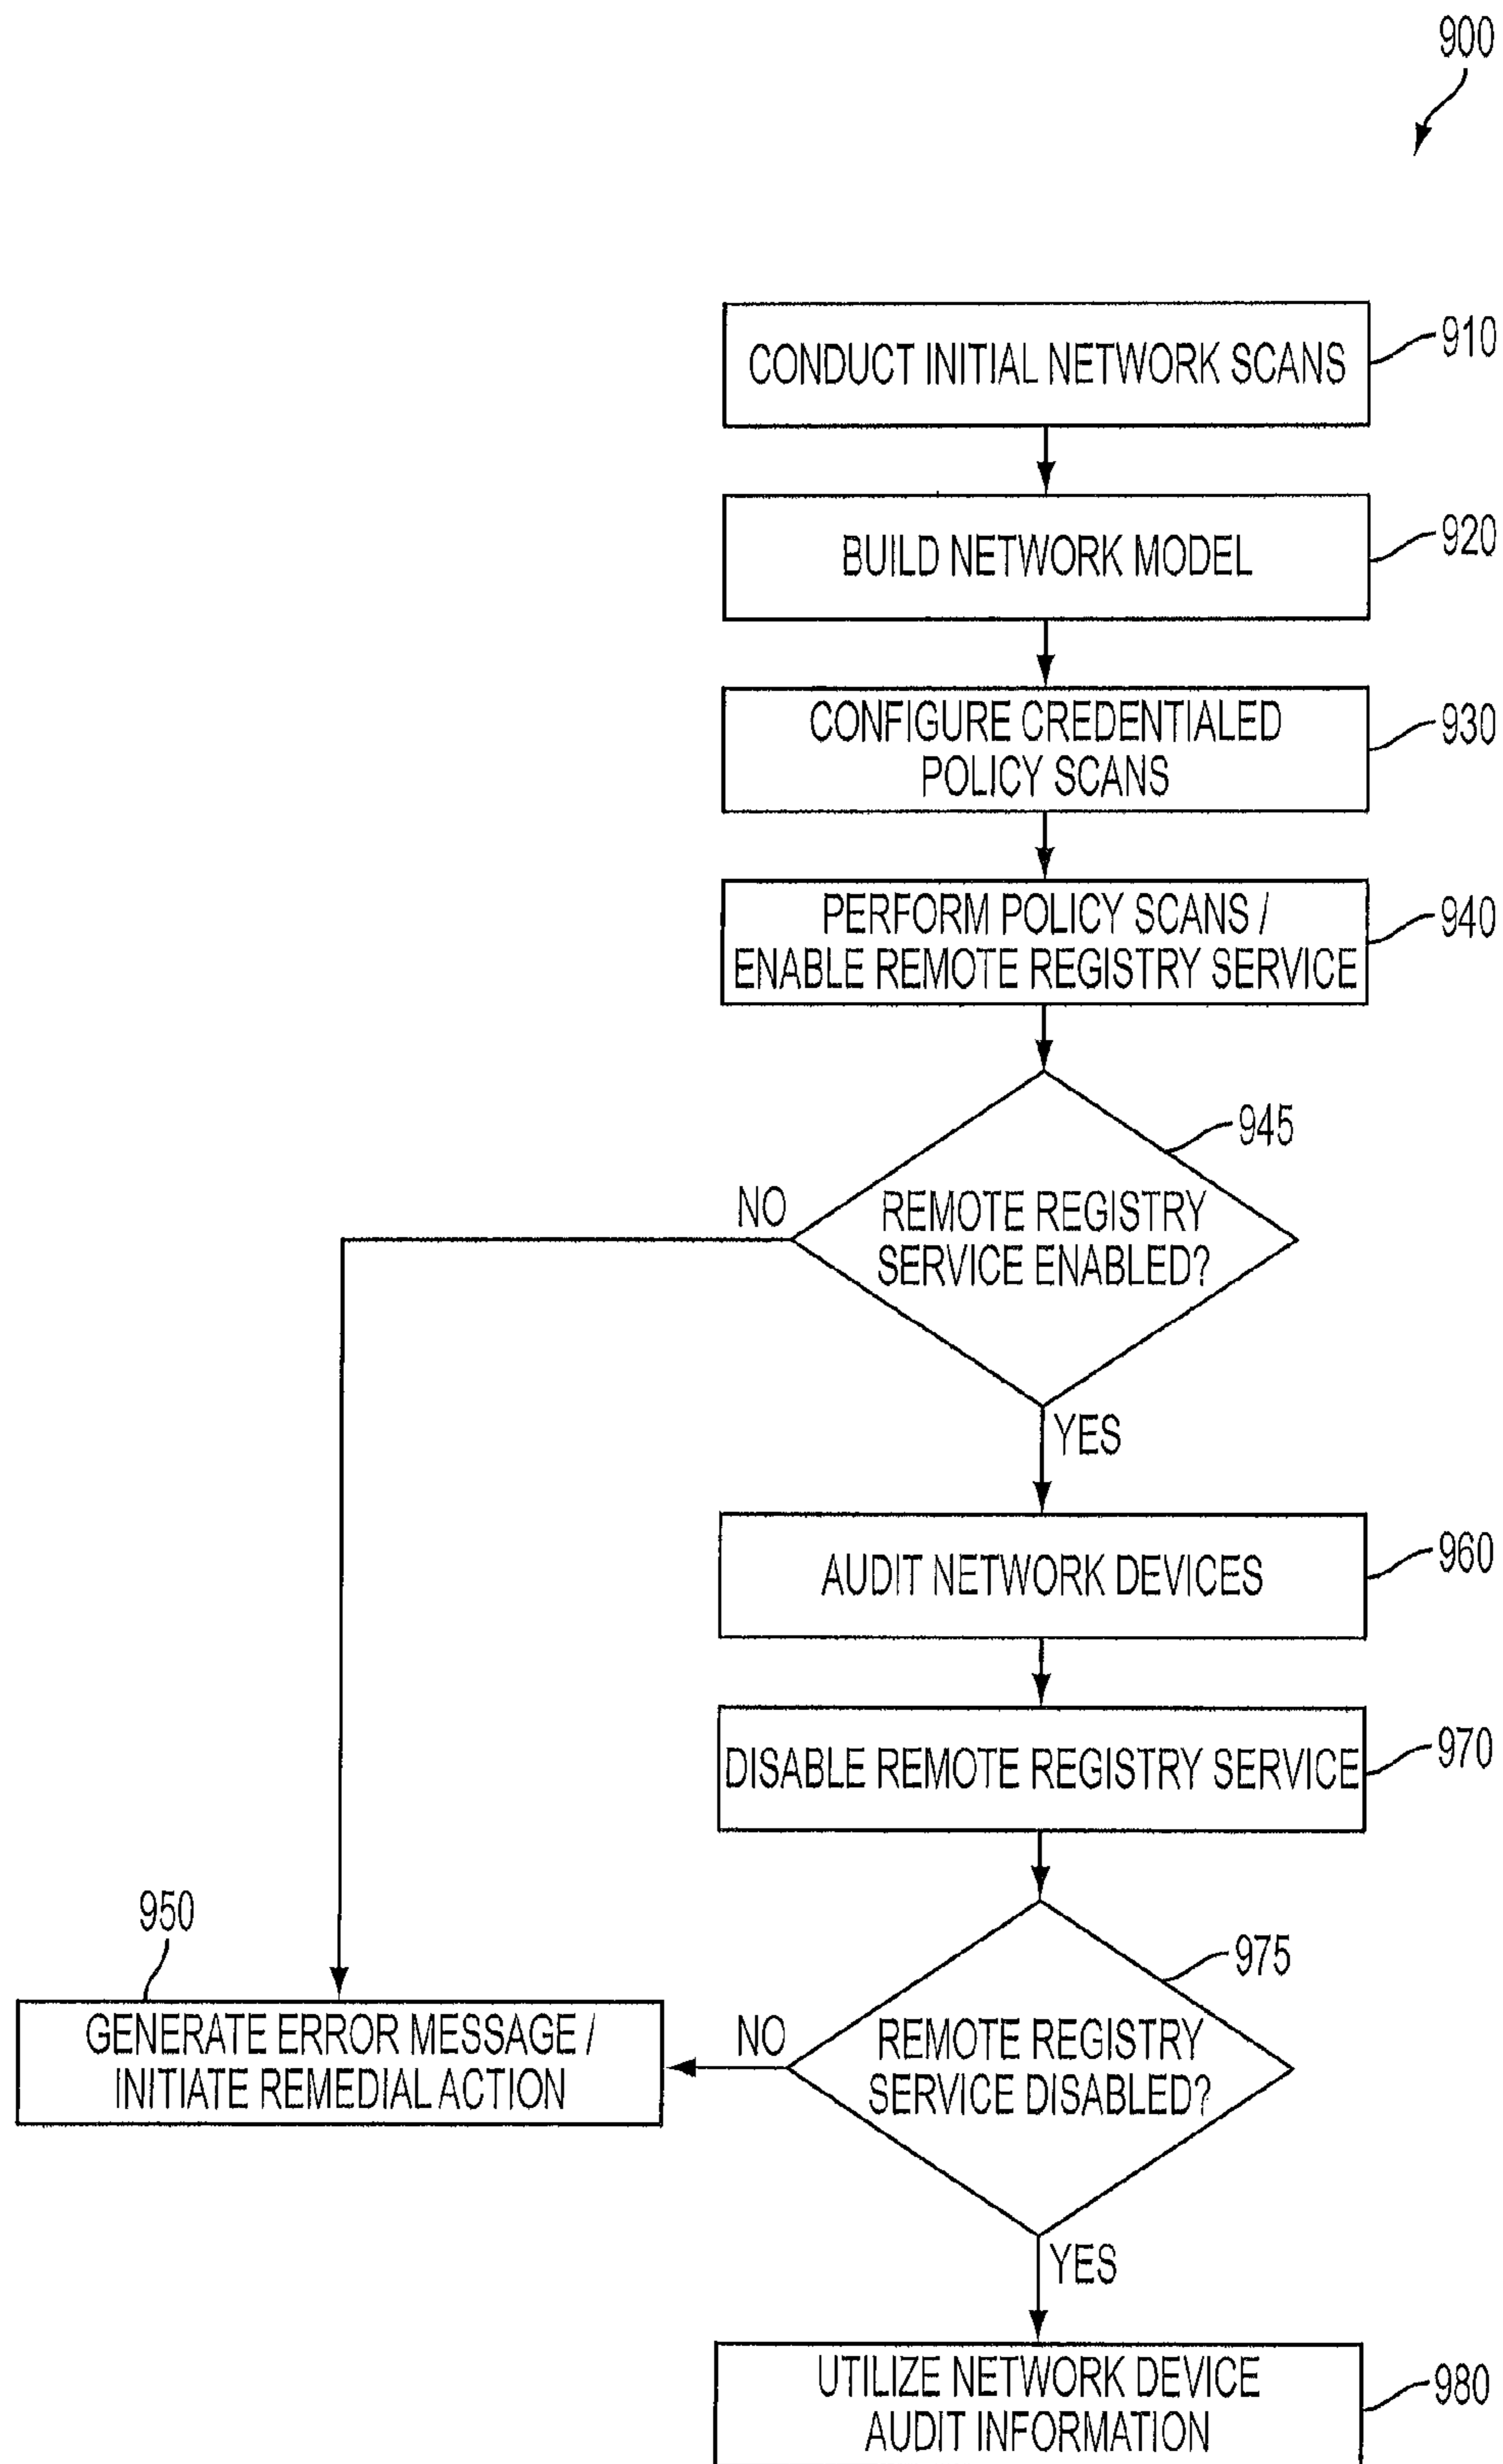 900
CONDUCT INITIAL NETWORK SCANS
910
BUILD NETWORK MODEL
920
CONFIGURE CREDENTIALED
POLICY SCANS
930
PERFORM POLICY SCANS /
ENABLE REMOTE REGISTRY SERVICE
940
945
NO
REMOTE REGISTRY
SERVICE ENABLED?
YES
AUDIT NETWORK DEVICES
960
DISABLE REMOTE REGISTRY SERVICE
970
950
GENERATE ERROR MESSAGE /
INITIATE REMEDIAL ACTION
975
NO
REMOTE REGISTRY
SERVICE DISABLED?
YES
UTILIZE NETWORK DEVICE
AUDIT INFORMATION
980